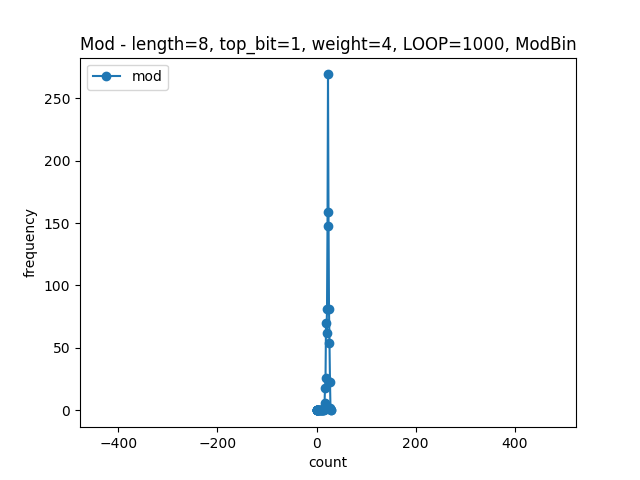 Mod - length=8, top_bit=1, weight=4, LOOP=1000, ModBin
mod
frequency
250
200
150
100
50
0
−400
−200
0
200
400
count